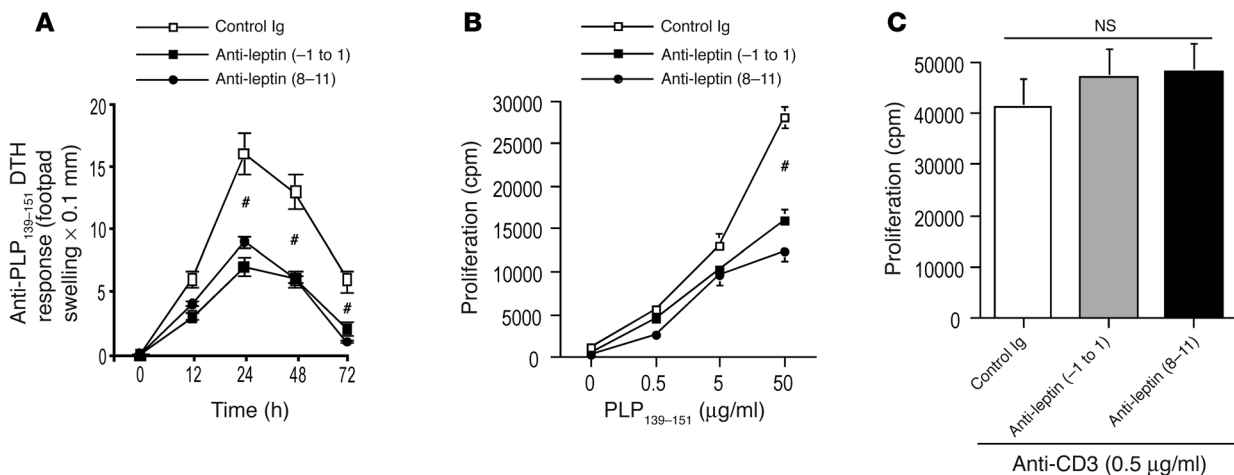 A
Control Ig
Anti-leptin (−1 to 1)
Anti-leptin (8–11)
Anti-PLP139–151 DTH
response (footpad
swelling × 0.1 mm)
20
15
10
5
0
#
#
#
0 12 24 48 72
Time (h)
B
Control Ig
Anti-leptin (−1 to 1)
Anti-leptin (8–11)
Proliferation (cpm)
30000
25000
20000
15000
10000
5000
0
#
0 0.5 5 50
PLP139–151 (µg/ml)
C
NS
Proliferation (cpm)
50000
40000
30000
20000
10000
0
Control Ig
Anti-leptin (−1 to 1)
Anti-leptin (8–11)
Anti-CD3 (0.5 µg/ml)